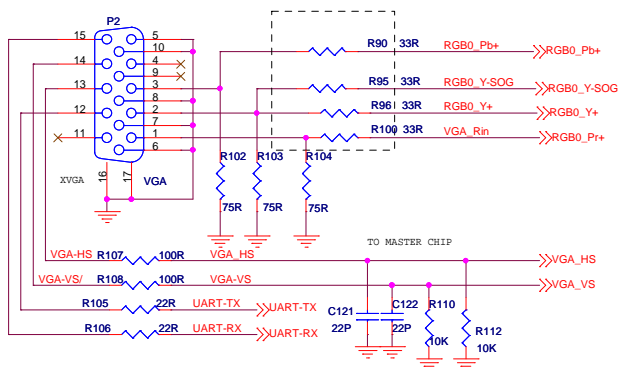 P2
15
5
10
14
4
9
13
3
8
12
2
7
11
1
6
XVGA
16
17
VGA
R90 33R RGB0_Pb+ RGB0_Pb+
R95 33R RGB0_Y-SOG RGB0_Y-SOG
R96 33R RGB0_Y+ RGB0_Y+
R100 33R VGA_Rin RGB0_Pr+
R102 R103 R104
75R 75R 75R
TO MASTER CHIP
VGA-HS R107 100R VGA_HS VGA_HS
VGA-VS/ R108 100R VGA-VS VGA_VS
R105 22R UART-TX UART-TX
R106 22R UART-RX UART-RX
C121 C122 R110 R112
22P 22P 10K 10K